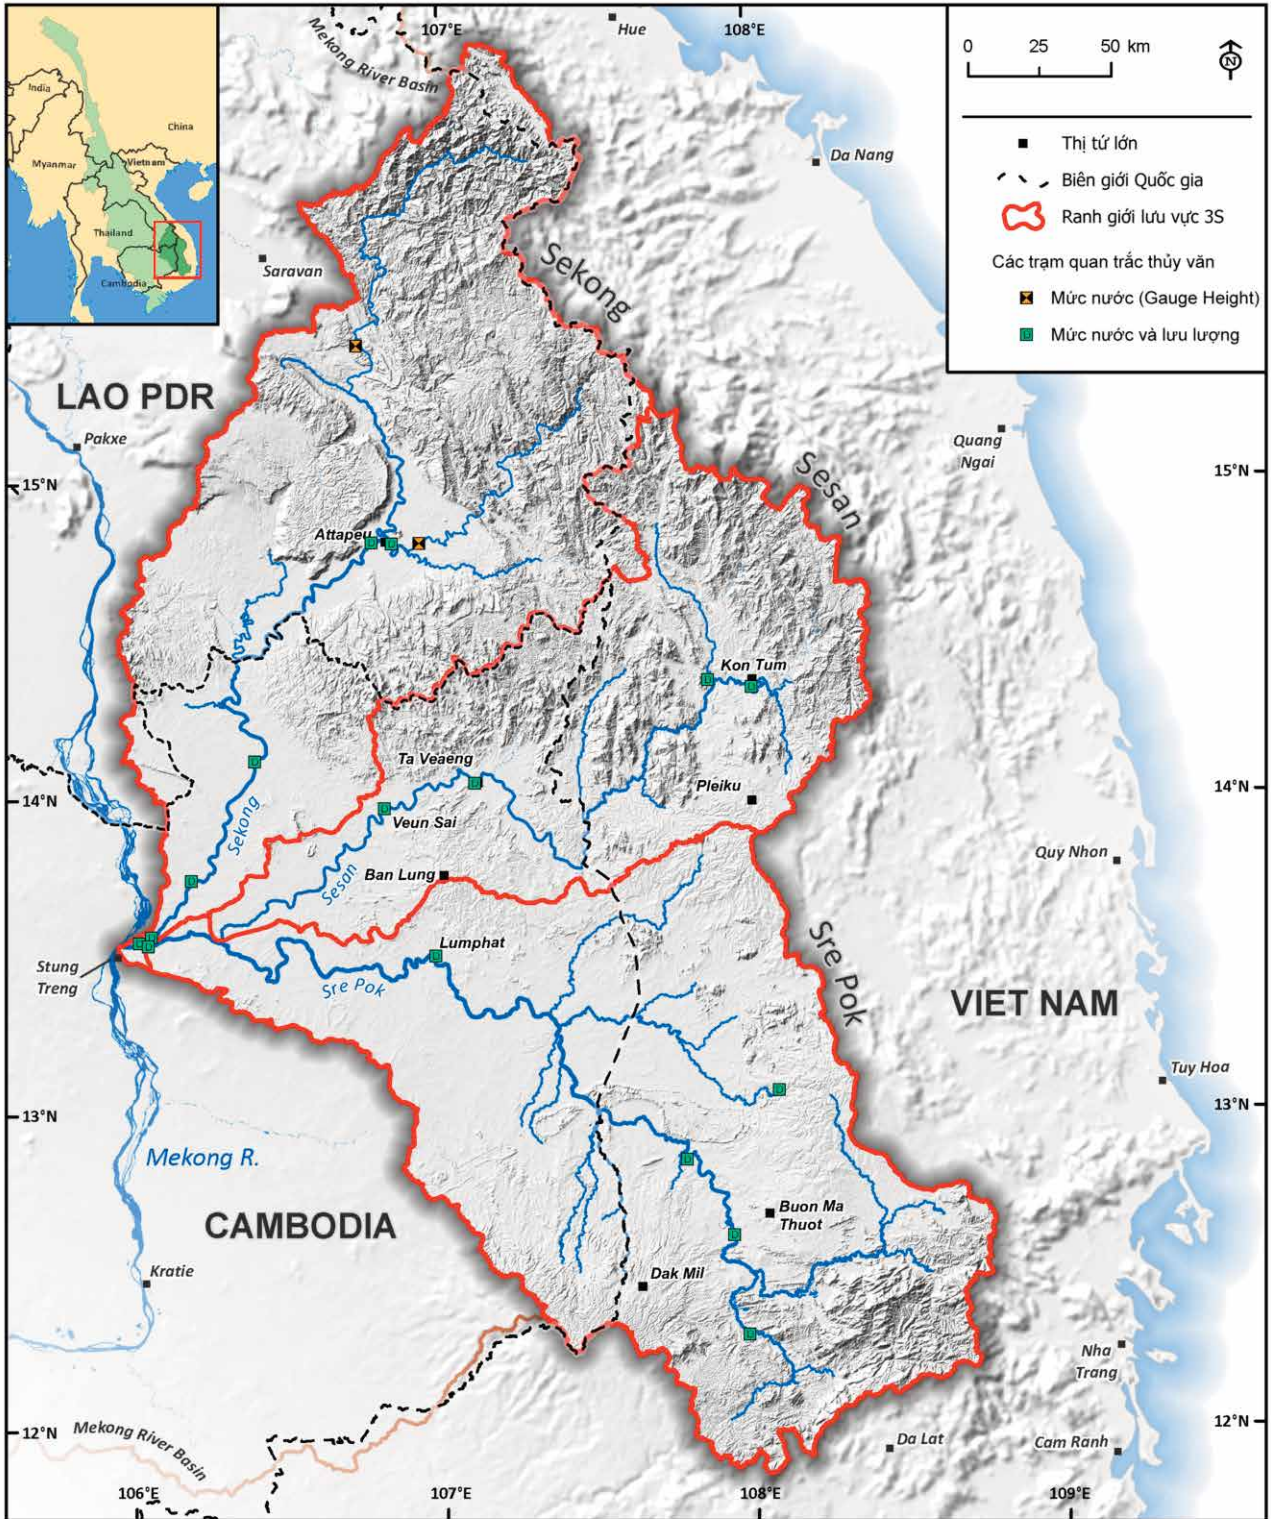 107°E
108°E
Hue
Mekong River Basin
0 25 50 km
N
India
China
Myanmar
Vietnam
Thailand
Cambodia
Thị tứ lớn
Biên giới Quốc gia
Ranh giới lưu vực 3S
Các trạm quan trắc thủy văn
Mức nước (Gauge Height)
Mức nước và lưu lượng
Da Nang
Saravan
Sekong
LAO PDR
Pakxe
Quang
Ngai
Sesan
15°N
15°N
Attapeu
Kon Tum
Ta Veaeng
Pleiku
14°N
14°N
Veun Sai
Sekong
Sesan
Ban Lung
Quy Nhon
Lumphat
Stung
Treng
Sre Pok
Sre Pok
VIET NAM
Tuy Hoa
13°N
13°N
Mekong R.
CAMBODIA
Buon Ma
Thuot
Kratie
Dak Mil
Nha
Trang
12°N
12°N
Mekong River Basin
Da Lat
Cam Ranh
106°E
107°E
108°E
109°E